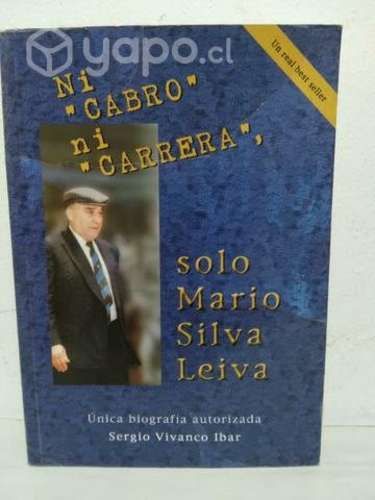 yapo.cl
Un real best seller
Ni
"CABRO"
ni
"CARRERA",
solo
Mario
Silva
Leiva
Única biografía autorizada
Sergio Vivanco Ibar